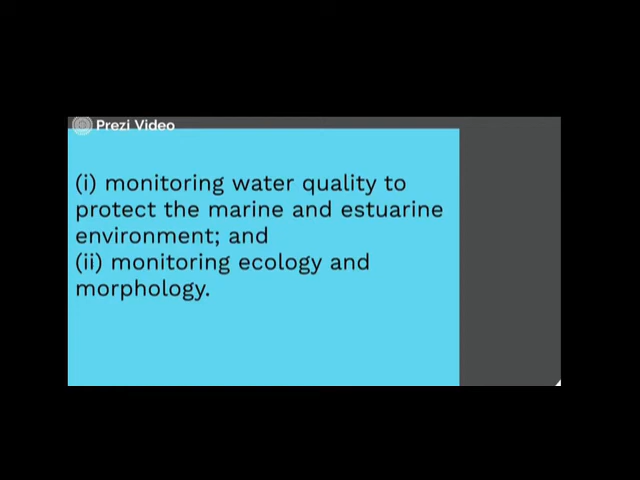 Prezi Video
(i) monitoring water quality to
protect the marine and estuarine
environment; and
(ii) monitoring ecology and
morphology.